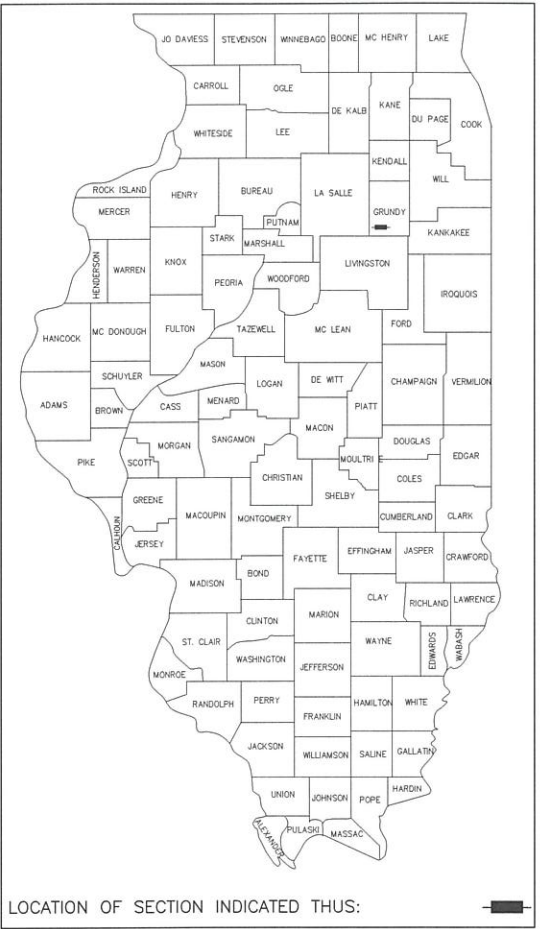 JO DAVIESS STEVENSON WINNEBAGO BOONE MC HENRY LAKE
CARROLL OGLE
DE KALB KANE DU PAGE COOK
WHITESIDE LEE
KENDALL WILL
ROCK ISLAND HENRY BUREAU LA SALLE
MERCER PUTNAM GRUNDY
STARK MARSHALL KANKAKEE
HENDERSON WARREN KNOX PEORIA WOODFORD LIVINGSTON
IROQUOIS
HANCOCK MC DONOUGH FULTON TAZEWELL MC LEAN FORD
MASON
SCHUYLER LOGAN DE WITT CHAMPAIGN VERMILION
ADAMS BROWN CASS MENARD PIATT
MACON
MORGAN SANGAMON DOUGLAS
PIKE SCOTT MOULTRIE EDGAR
CHRISTIAN COLES
GREENE SHELBY
MACOUPIN MONTGOMERY CUMBERLAND CLARK
CALHOUN JERSEY
FAYETTE EFFINGHAM JASPER CRAWFORD
MADISON BOND
CLAY RICHLAND LAWRENCE
CLINTON MARION
ST. CLAIR WAYNE EDWARDS WABASH
WASHINGTON JEFFERSON
MONROE
RANDOLPH PERRY HAMILTON WHITE
FRANKLIN
JACKSON WILLIAMSON SALINE GALLATIN
UNION JOHNSON POPE HARDIN
ALEXANDER PULASKI MASSAC
LOCATION OF SECTION INDICATED THUS: